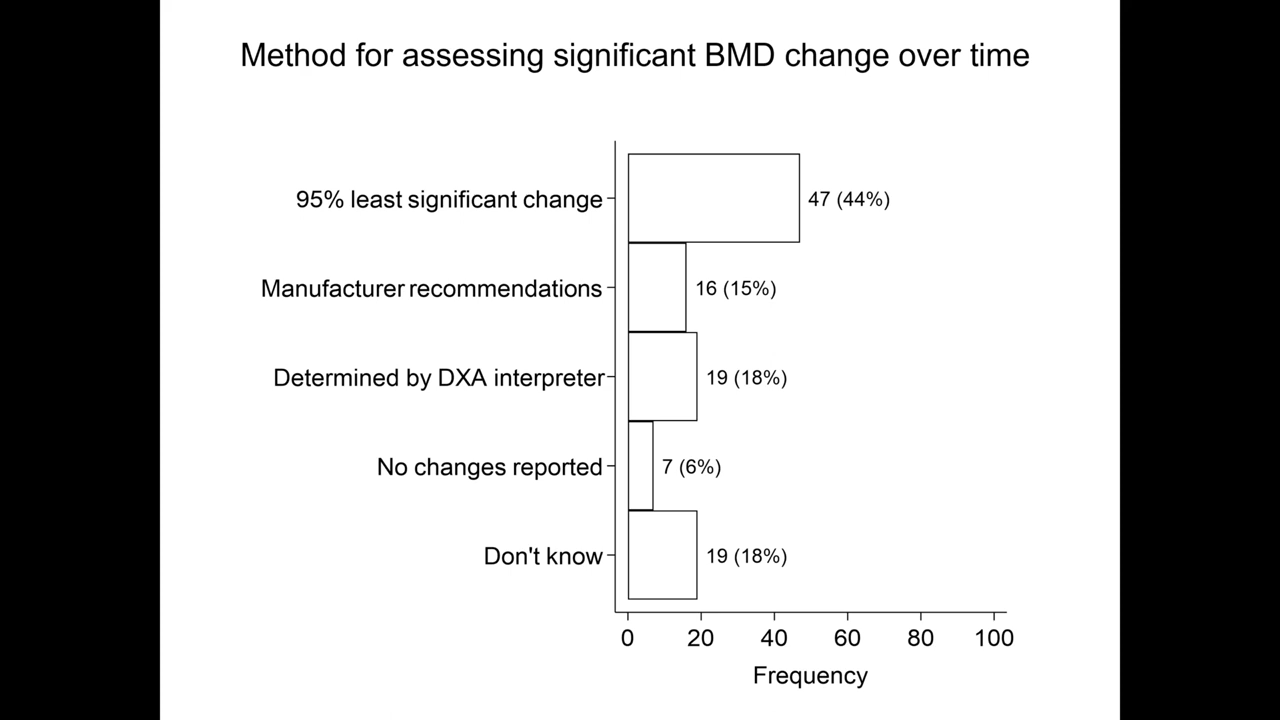 Method for assessing significant BMD change over time
95% least significant change
47 (44%)
Manufacturer recommendations
16 (15%)
Determined by DXA interpreter
19 (18%)
No changes reported
7 (6%)
Don't know
19 (18%)
0 20 40 60 80 100
Frequency